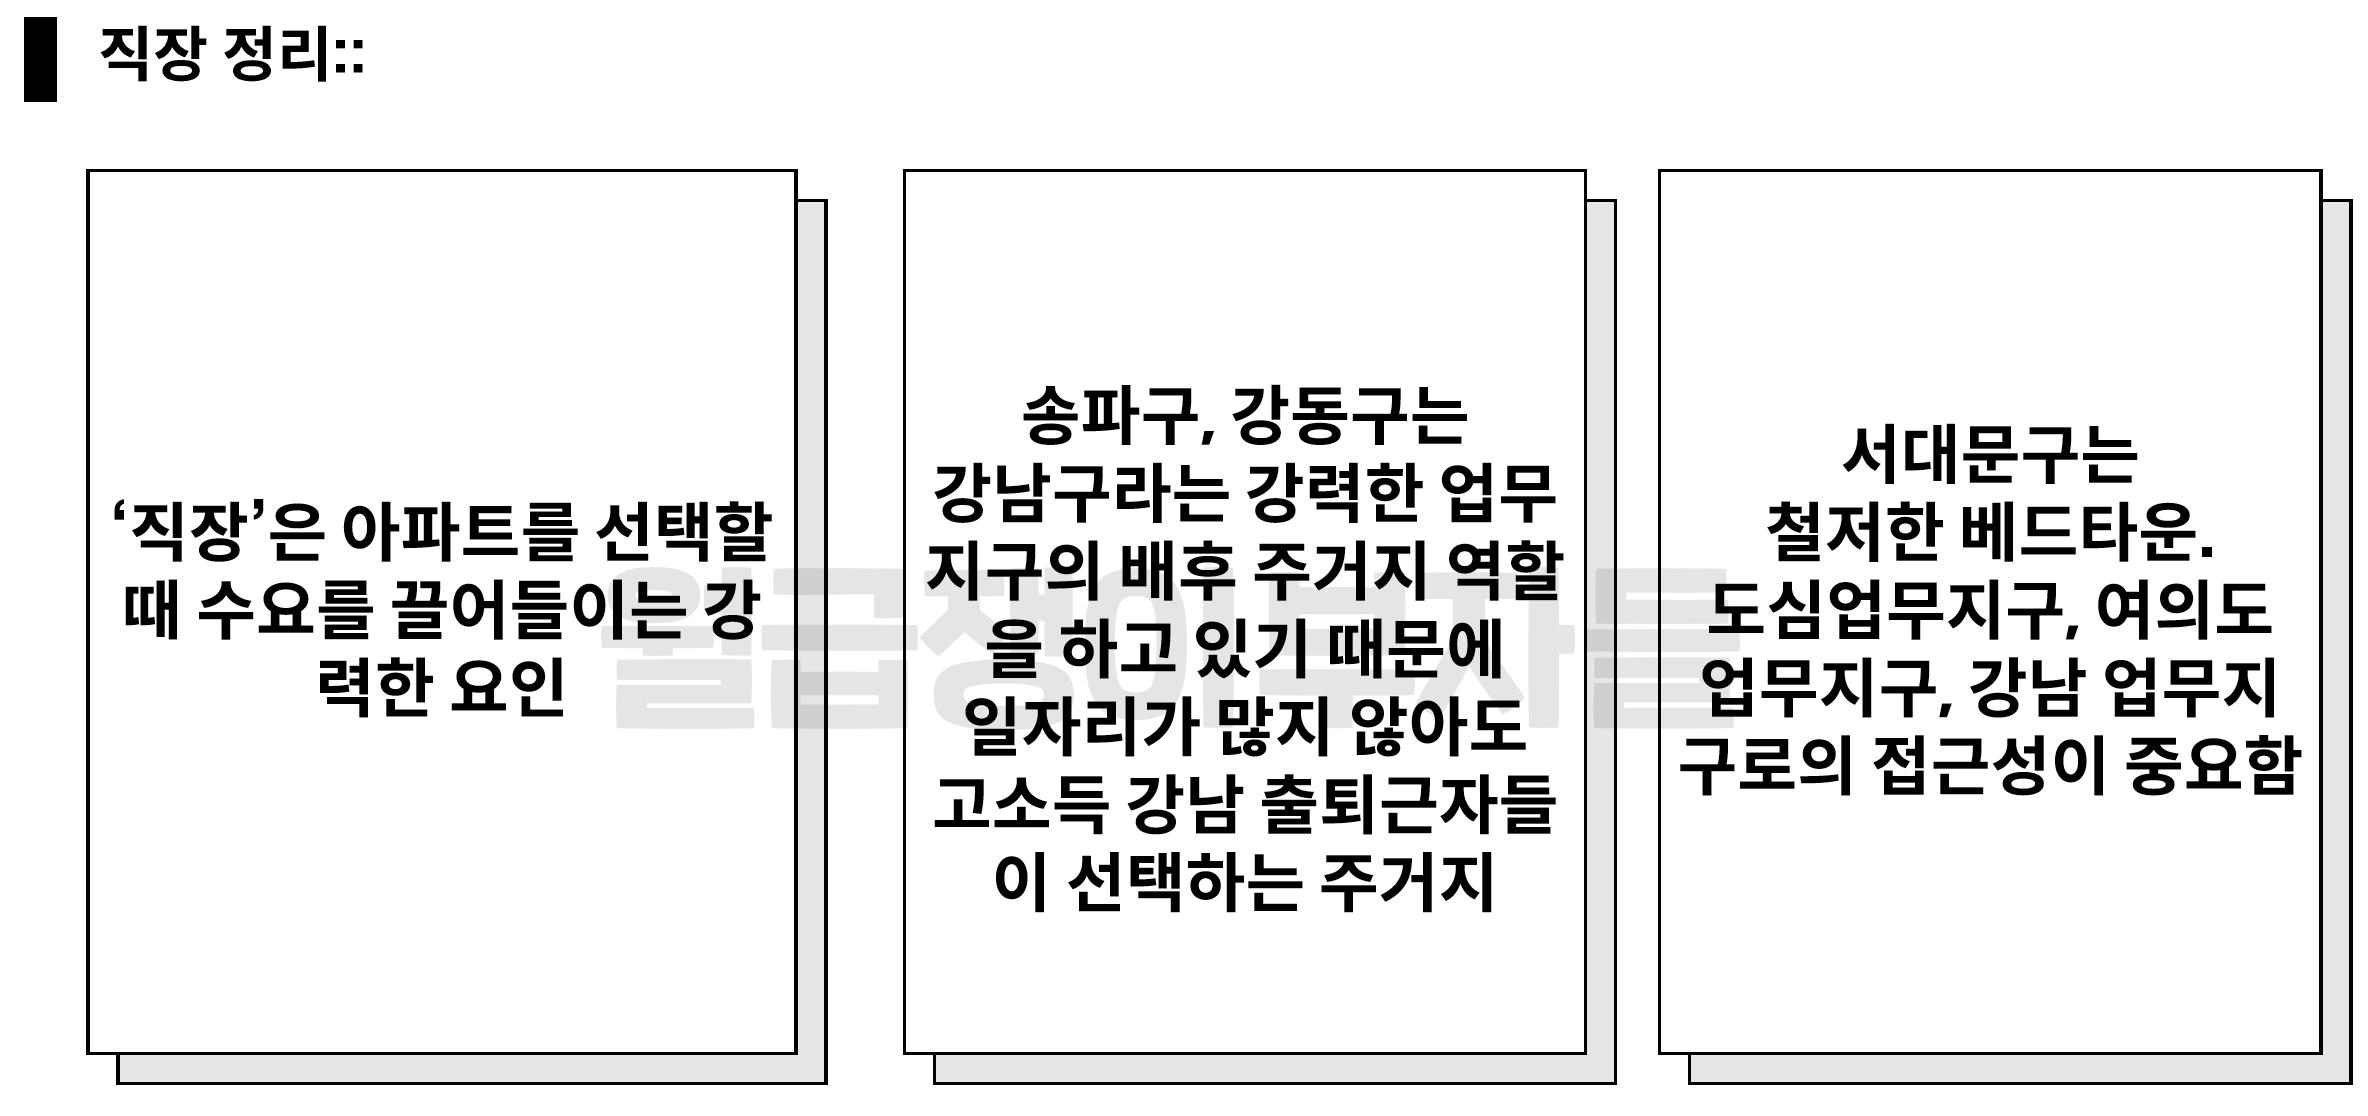 직장 정리::
‘직장’은 아파트를 선택할
때 수요를 끌어들이는 강
력한 요인
송파구, 강동구는
강남구라는 강력한 업무
지구의 배후 주거지 역할
을 하고 있기 때문에
일자리가 많지 않아도
고소득 강남 출퇴근자들
이 선택하는 주거지
서대문구는
철저한 베드타운.
도심업무지구, 여의도
업무지구, 강남 업무지
구로의 접근성이 중요함
월급쟁이부자들